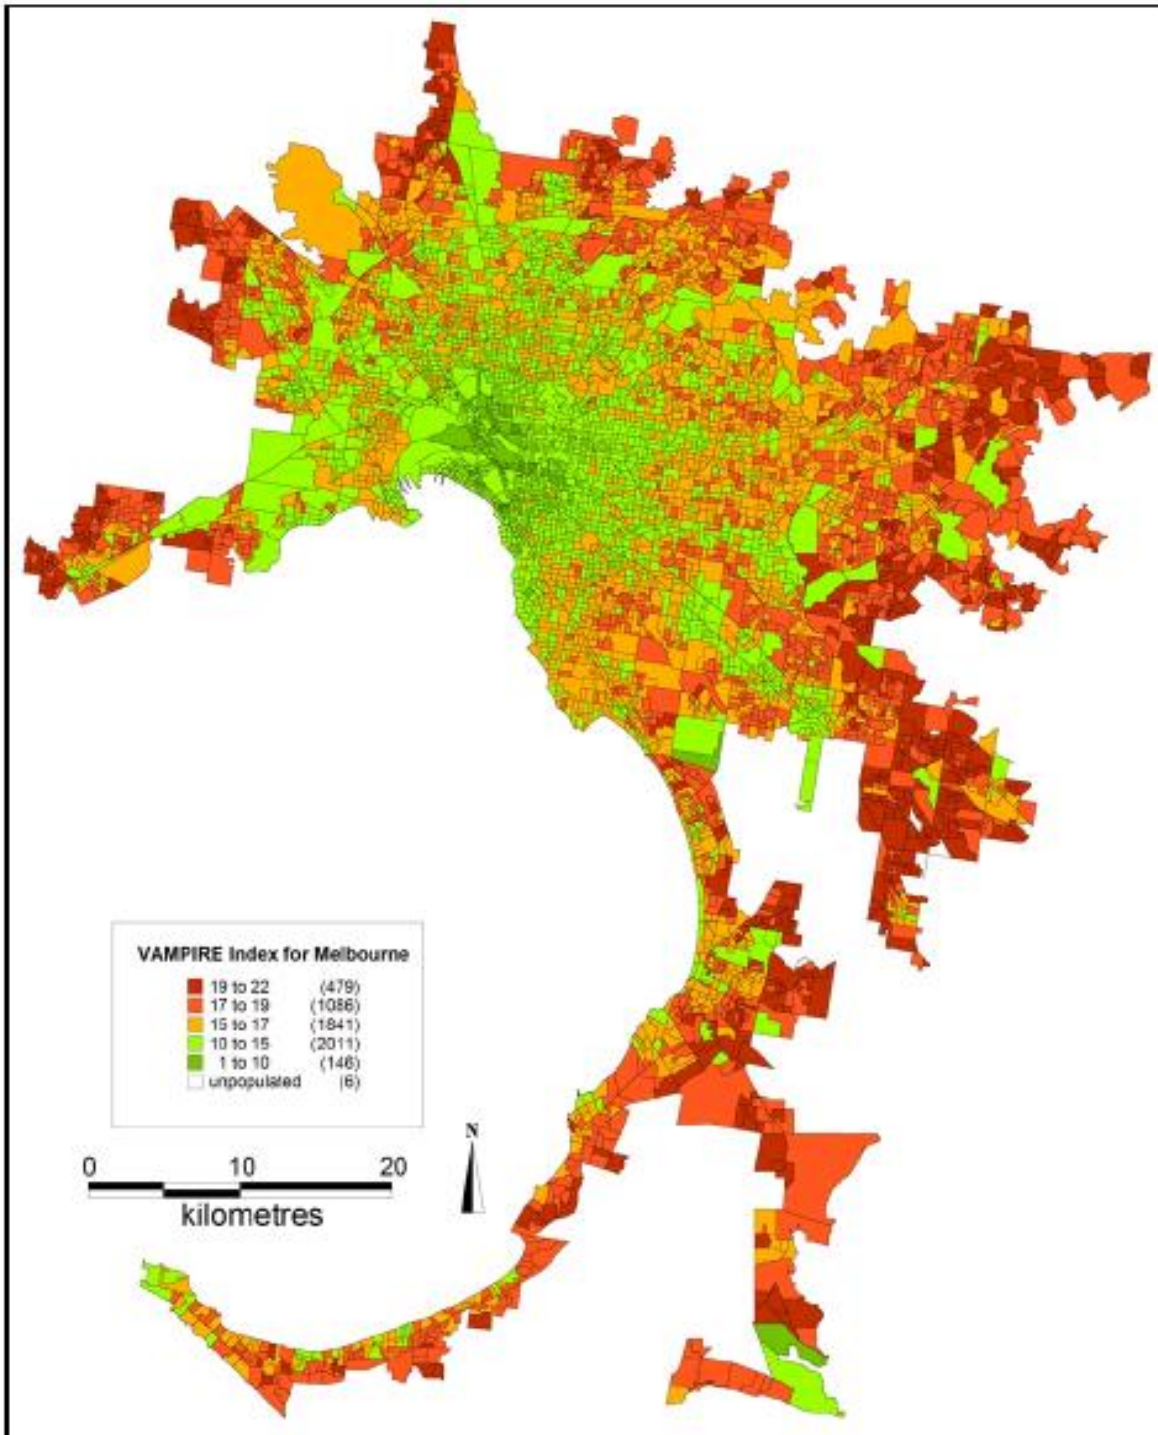 VAMPIRE Index for Melbourne
19 to 22 (479)
17 to 19 (1086)
15 to 17 (1841)
10 to 15 (2011)
1 to 10 (146)
unpopulated (6)
N
0 10 20
kilometres